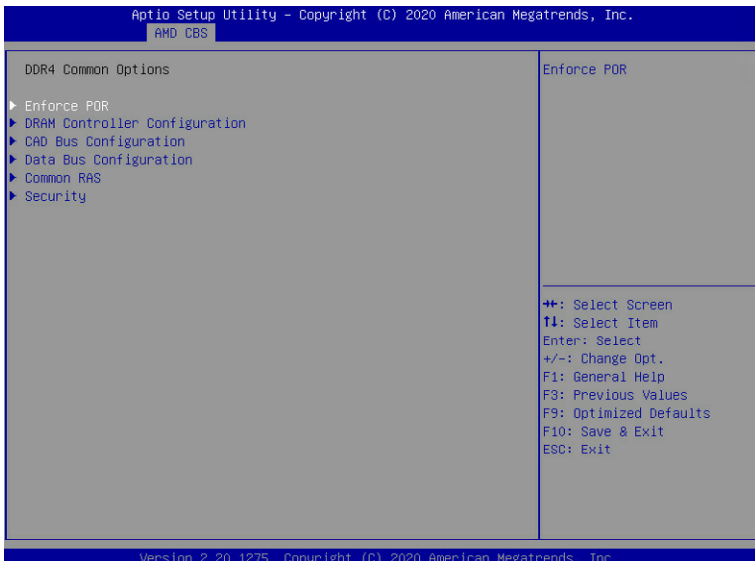 Aptio Setup Utility – Copyright (C) 2020 American Megatrends, Inc.
AMD CBS
DDR4 Common Options
Enforce POR
DRAM Controller Configuration
CAD Bus Configuration
Data Bus Configuration
Common RAS
Security
Enforce POR
→←: Select Screen
↑↓: Select Item
Enter: Select
+/-: Change Opt.
F1: General Help
F3: Previous Values
F9: Optimized Defaults
F10: Save & Exit
ESC: Exit
Version 2.20.1275. Copyright (C) 2020 American Megatrends, Inc.